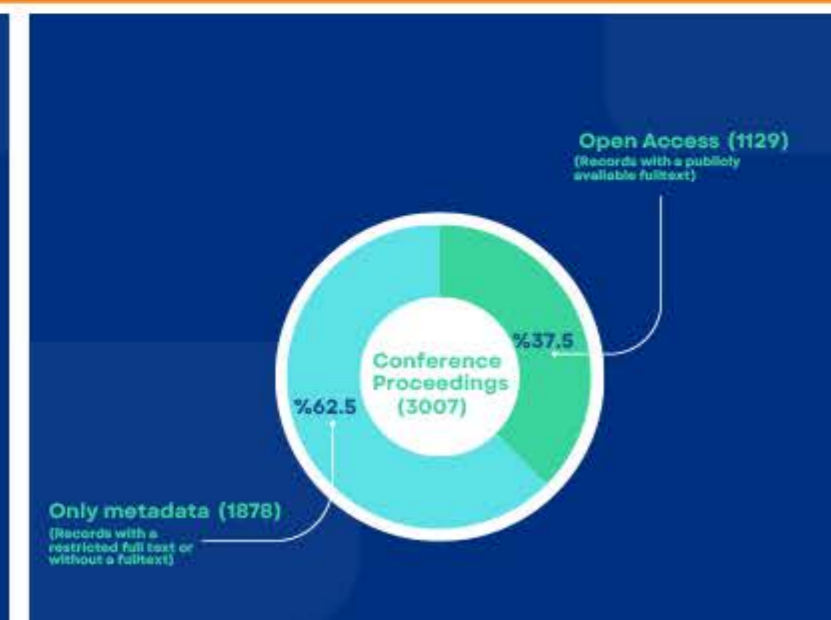 Open Access (1129)
(Records with a publicly
available fulltext)
%37.5
Conference
Proceedings
(3007)
%62.5
Only metadata (1878)
(Records with a
restricted full text or
without a fulltext)